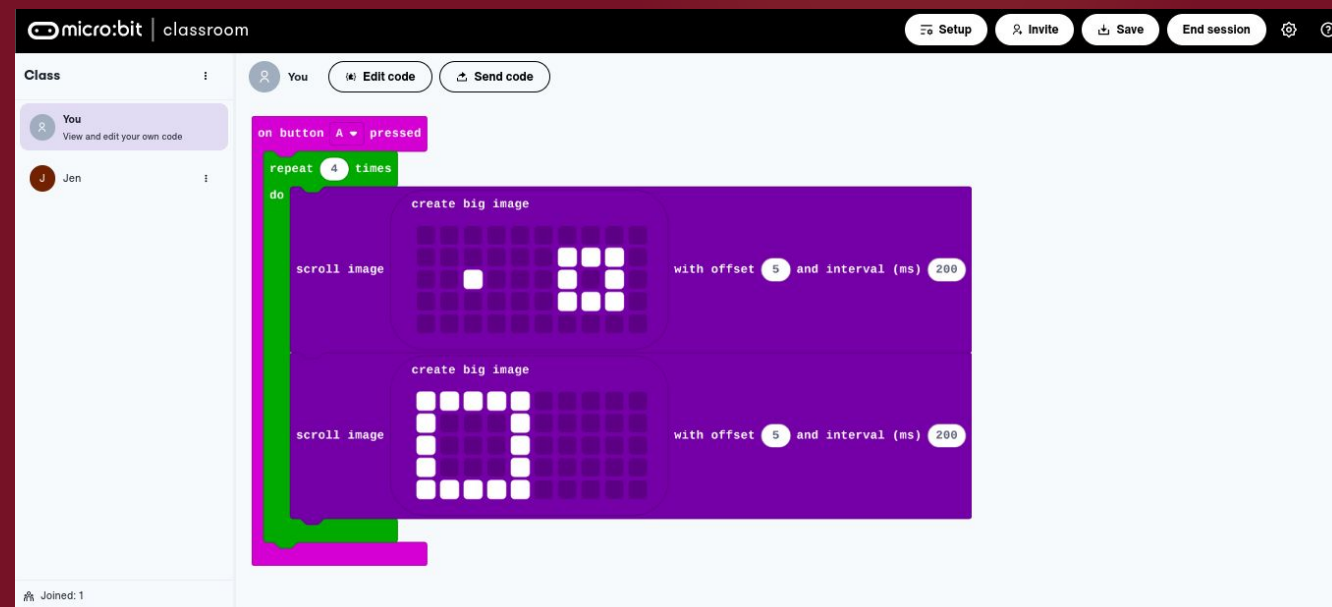 micro:bit | classroom
Setup
Invite
Save
End session
?
Class
You
View and edit your own code
J
Jen
Joined: 1
You
Edit code
Send code
on button A pressed
repeat 4 times
do
create big image
scroll image
with offset 5 and interval (ms) 200
create big image
scroll image
with offset 5 and interval (ms) 200